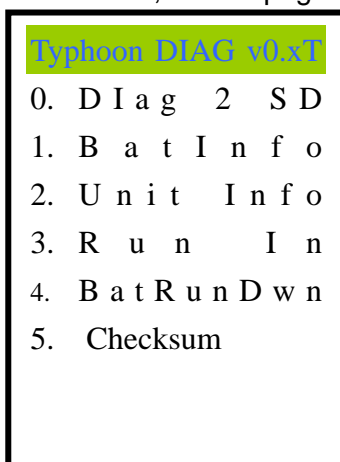 Typhoon DIAG v0.xT
0. DIag 2 SD
1. BatInfo
2. Unit Info
3. Run In
4. BatRunDwn
5. Checksum